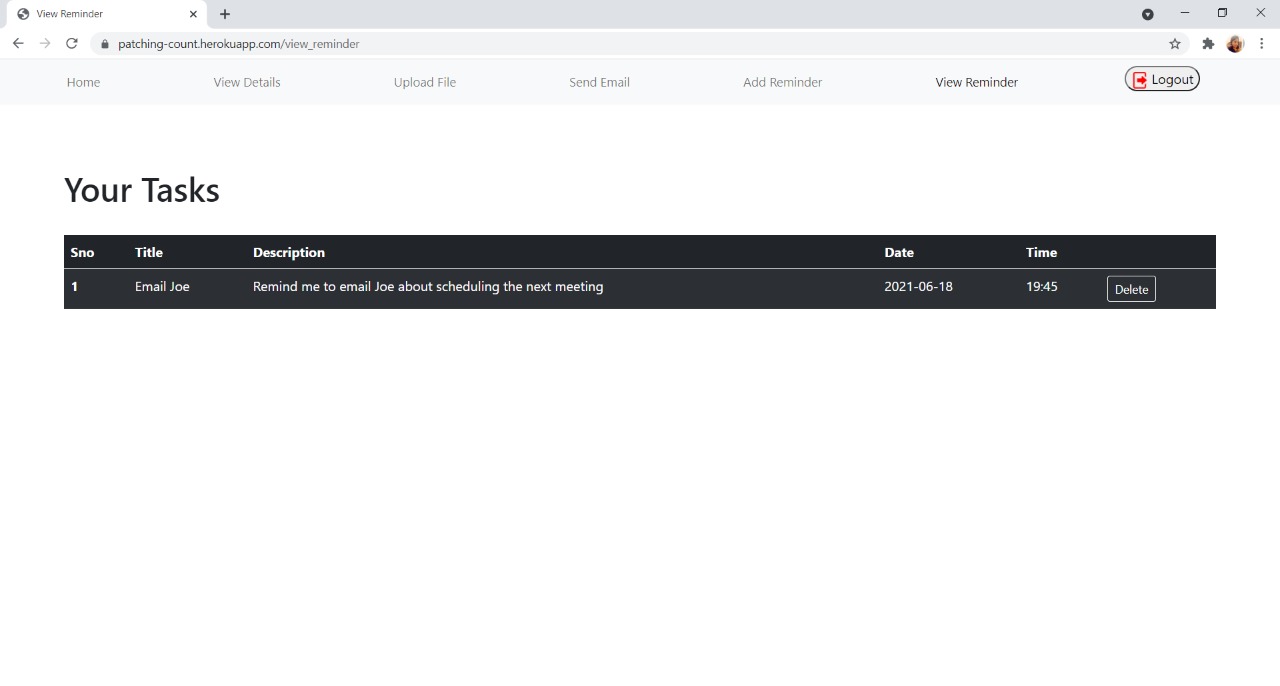 View Reminder
patching-count.herokuapp.com/view_reminder
Home View Details Upload File Send Email Add Reminder View Reminder Logout
Your Tasks
Sno Title Description Date Time
1 Email Joe Remind me to email Joe about scheduling the next meeting 2021-06-18 19:45 Delete